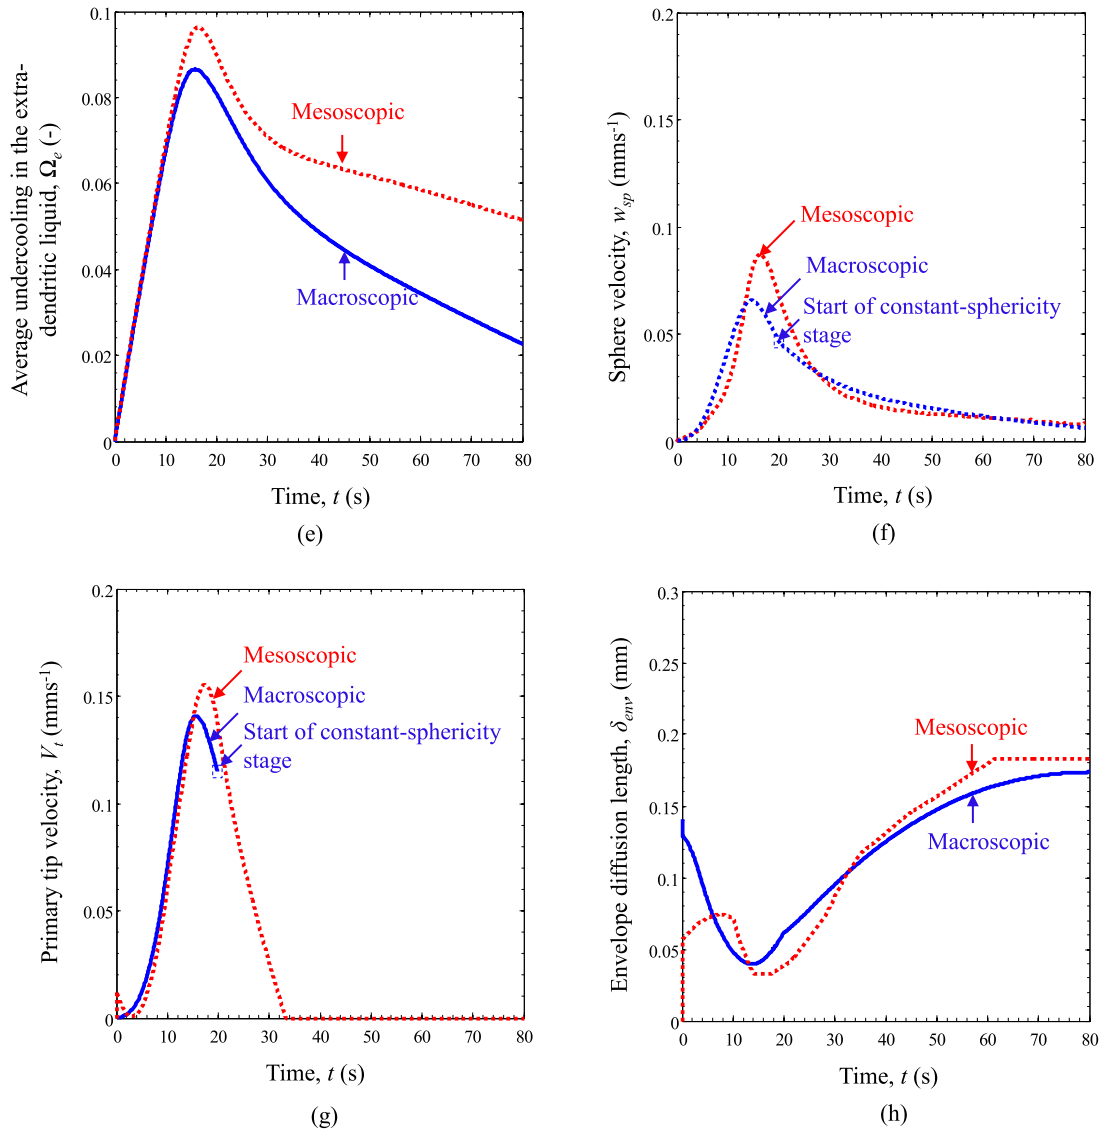 Average undercooling in the extra-
dendritic liquid, Ωe (-)
0.1
0.08
0.06
0.04
0.02
0
Mesoscopic
Macroscopic
0 10 20 30 40 50 60 70 80
Time, t (s)
(e)
Sphere velocity, wsp (mms-1)
0.2
0.15
0.1
0.05
0
Mesoscopic
Macroscopic
Start of constant-sphericity
stage
0 10 20 30 40 50 60 70 80
Time, t (s)
(f)
Primary tip velocity, Vt (mms-1)
0.2
0.15
0.1
0.05
0
Mesoscopic
Macroscopic
Start of constant-sphericity
stage
0 10 20 30 40 50 60 70 80
Time, t (s)
(g)
Envelope diffusion length, δenv, (mm)
0.3
0.25
0.2
0.15
0.1
0.05
0
Mesoscopic
Macroscopic
0 10 20 30 40 50 60 70 80
Time, t (s)
(h)